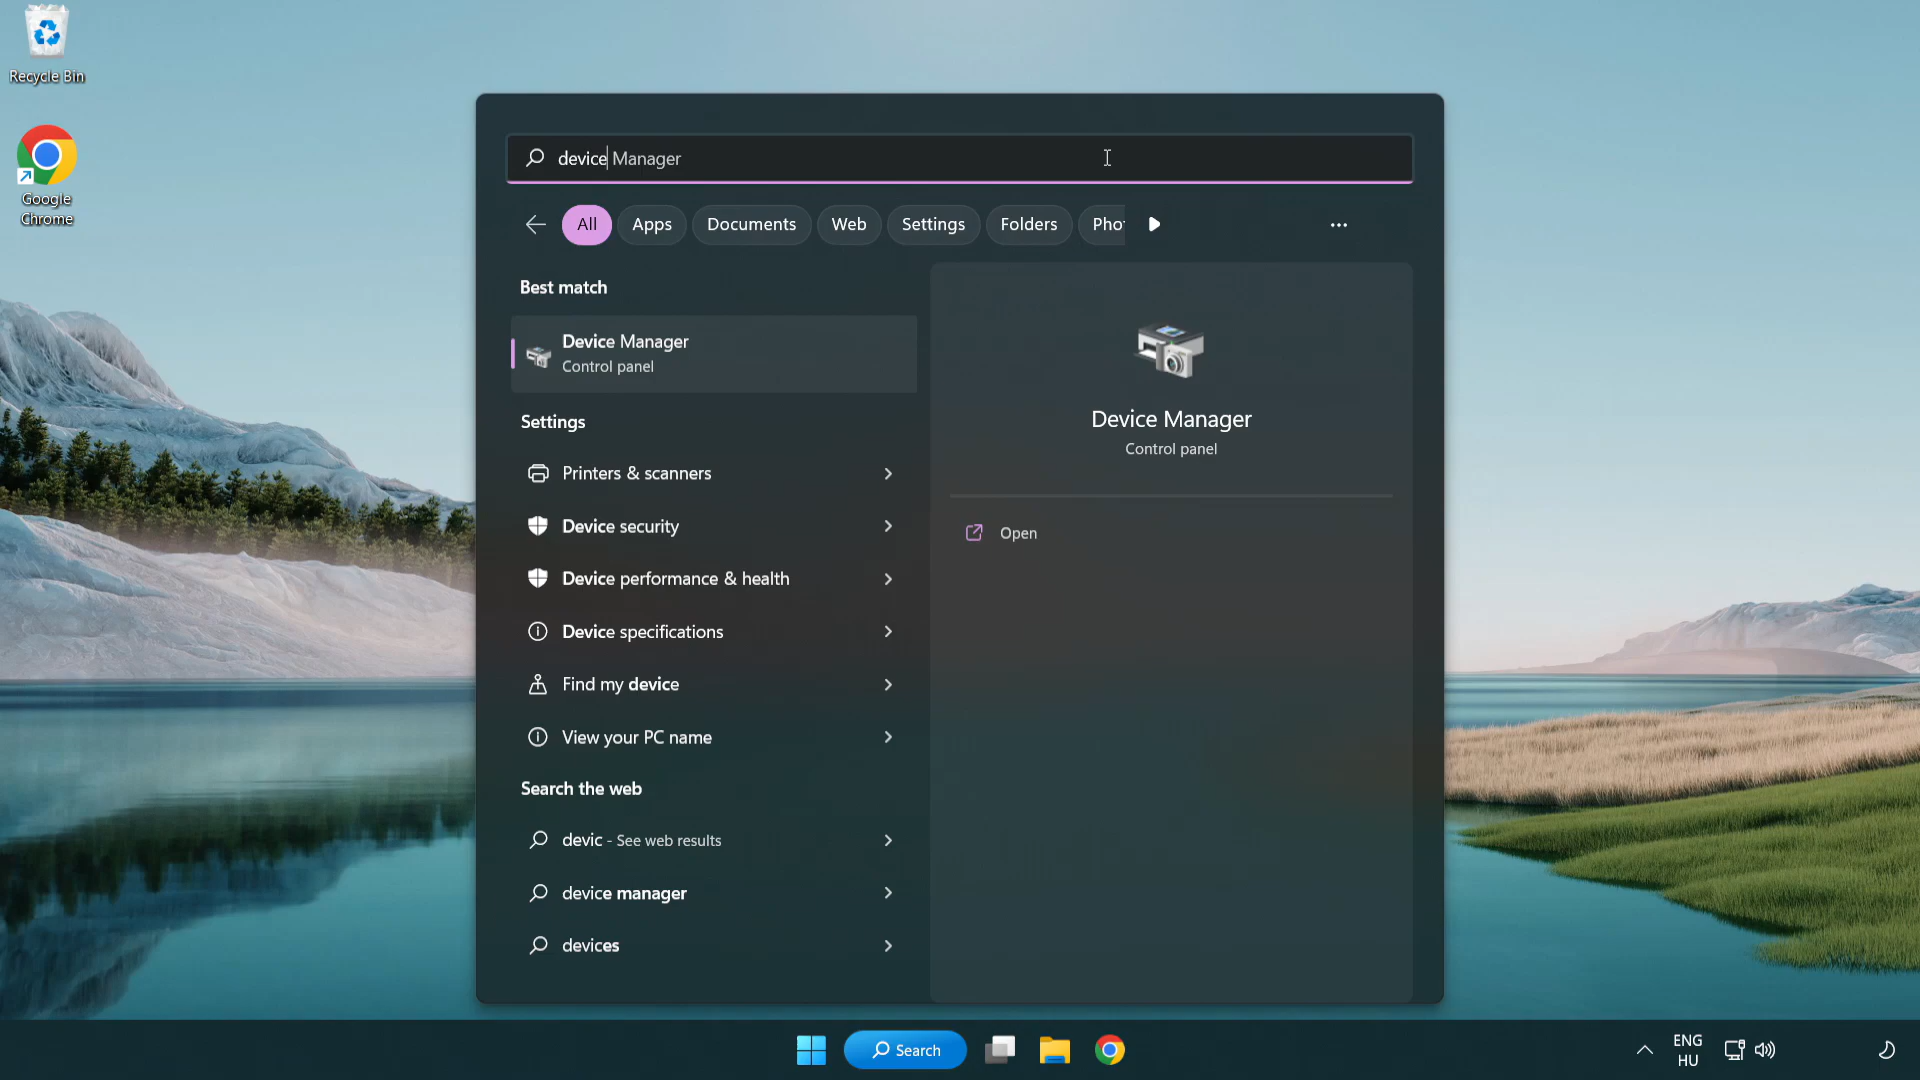 Recycle Bin
Google
Chrome
device Manager
All
Apps
Documents
Web
Settings
Folders
Pho
Best match
Device Manager
Control panel
Settings
Printers & scanners
Device security
Device performance & health
Device specifications
Find my device
View your PC name
Search the web
devic - See web results
device manager
devices
Device Manager
Control panel
Open
Search
ENG
HU